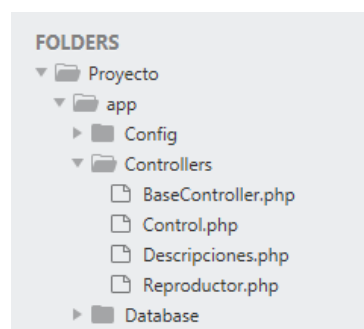 FOLDERS
Proyecto
app
Config
Controllers
BaseController.php
Control.php
Descripciones.php
Reproductor.php
Database